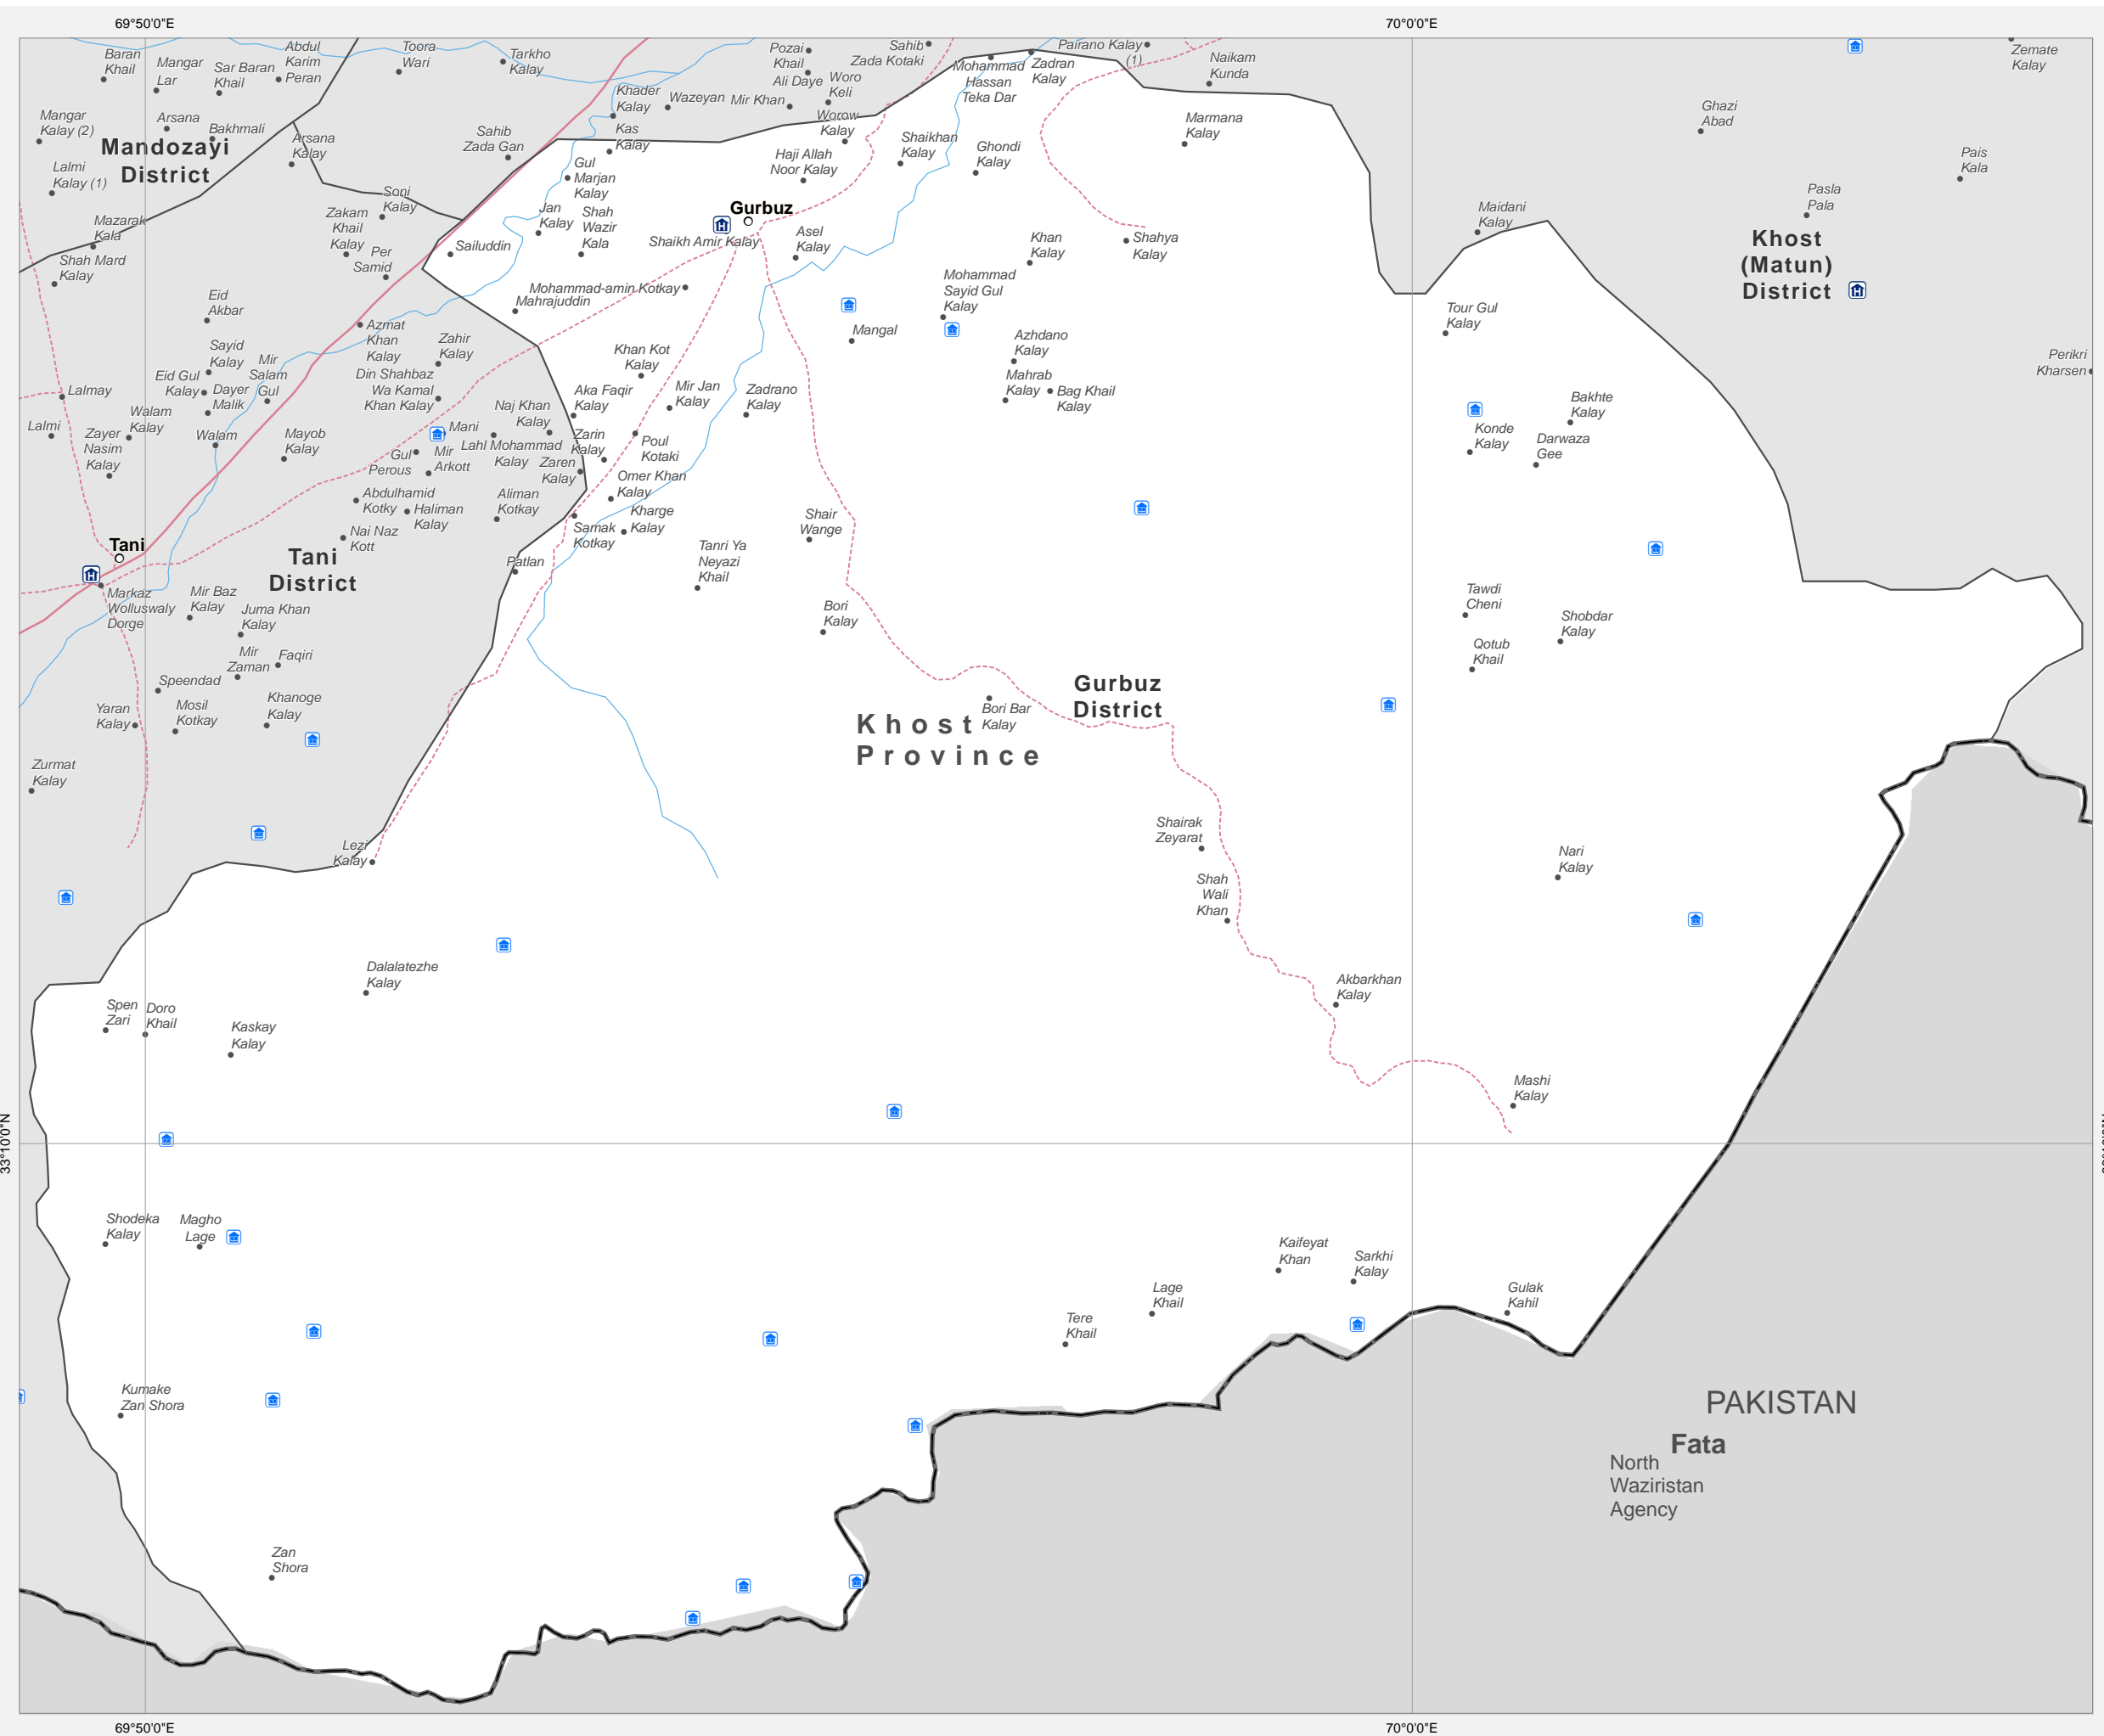 69°50'0"E
70°0'0"E
Baran
Khail
Mangar
Lar
Sar Baran
Khail
Abdul
Karim
Peran
Toora
Wari
Tarkho
Kalay
Pozai
Khail
Ali Daye
Sahib
Zada Kotaki
Mohammad
Hassan
Teka Dar
Zadran
Kalay
Pairano Kalay
(1)
Naikam
Kunda
Zemate
Kalay
Mangar
Kalay (2)
Arsana
Bakhmali
Arsana
Kalay
Sahib
Zada Gan
Khader
Kalay
Wazeyan
Mir Khan
Woro
Keli
Worow
Kalay
Kas
Kalay
Gul
Marjan
Kalay
Haji Allah
Noor Kalay
Shaikhan
Kalay
Ghondi
Kalay
Marmana
Kalay
Ghazi
Abad
Pais
Kala
Mandozayi
District
Lalmi
Kalay (1)
Mazarak
Kala
Shah Mard
Kalay
Soni
Kalay
Zakam
Khail
Kalay
Per
Samid
Sailuddin
Jan
Kalay
Shah
Wazir
Kala
Gurbuz
Shaikh Amir Kalay
Asel
Kalay
Khan
Kalay
Shahya
Kalay
Maidani
Kalay
Pasla
Pala
Khost
(Matun)
District
Mohammad-amin Kotkay
Mahrajuddin
Mohammad
Sayid Gul
Kalay
Mangal
Tour Gul
Kalay
Perikri
Kharsen
Eid
Akbar
Azmat
Khan
Kalay
Zahir
Kalay
Sayid
Kalay
Mir
Salam
Gul
Eid Gul
Kalay
Dayer
Malik
Din Shahbaz
Wa Kamal
Khan Kalay
Khan Kot
Kalay
Azhdano
Kalay
Mahrab
Kalay
Bag Khail
Kalay
Lalmay
Lalmi
Walam
Kalay
Zayer
Nasim
Kalay
Walam
Mayob
Kalay
Naj Khan
Kalay
Aka Faqir
Kalay
Mir Jan
Kalay
Zadrano
Kalay
Bakhte
Kalay
Konde
Kalay
Darwaza
Gee
Mani
Gul
Perous
Mir
Arkott
Lahl Mohammad
Kalay
Zarin
Kalay
Zaren
Kalay
Poul
Kotaki
Omer Khan
Kalay
Abdulhamid
Kotky
Haliman
Kalay
Aliman
Kotkay
Samak
Kotkay
Kharge
Kalay
Shair
Wange
Nai Naz
Kott
Tani
Tani
District
Patlan
Tanri Ya
Neyazi
Khail
Markaz
Wolluswaly
Dorge
Mir Baz
Kalay
Juma Khan
Kalay
Bori
Kalay
Tawdi
Cheni
Shobdar
Kalay
Qotub
Khail
Mir
Zaman
Faqiri
Speendad
Khanoge
Kalay
Yaran
Kalay
Mosil
Kotkay
Gurbuz
District
Bori Bar
Kalay
Khost
Province
Zurmat
Kalay
Shairak
Zeyarat
Lezi
Kalay
Nari
Kalay
Shah
Wali
Khan
Dalalatezhe
Kalay
Akbarkhan
Kalay
Spen
Zari
Doro
Khail
Kaskay
Kalay
Mashi
Kalay
33°10'0"N
Shodeka
Kalay
Magho
Lage
Kaifeyat
Khan
Sarkhi
Kalay
Lage
Khail
Gulak
Kahil
Tere
Khail
Kumake
Zan Shora
PAKISTAN
Fata
North
Waziristan
Agency
Zan
Shora
69°50'0"E
70°0'0"E